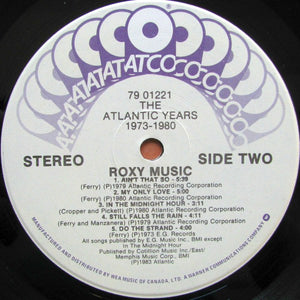 ATATATATCO
79 01221
THE
ATLANTIC YEARS
1973-1980
STEREO
SIDE TWO
ROXY MUSIC
1. AIN'T THAT SO - 5:39
(Ferry) ℗1979 Atlantic Recording Corporation
2. MY ONLY LOVE - 5:19
(Ferry) ℗1980 Atlantic Recording Corporation
3. IN THE MIDNIGHT HOUR - 3:11
(Cropper and Pickett) ℗1980 Atlantic Recording Corporation
4. STILL FALLS THE RAIN - 4:11
(Ferry and Manzanera) ℗1979 Atlantic Recording Corporation
5. DO THE STRAND - 4:00
(Ferry) ℗1973 E.G. Records
All songs published by E.G. Music Inc., BMI except
In The Midnight Hour
Published by Cotillion Music Inc./East/
Memphis Music Corp. BMI
℗1983 Atlantic
MANUFACTURED AND DISTRIBUTED BY WEA MUSIC OF CANADA, LTD. A WARNER COMMUNICATIONS COMPANY